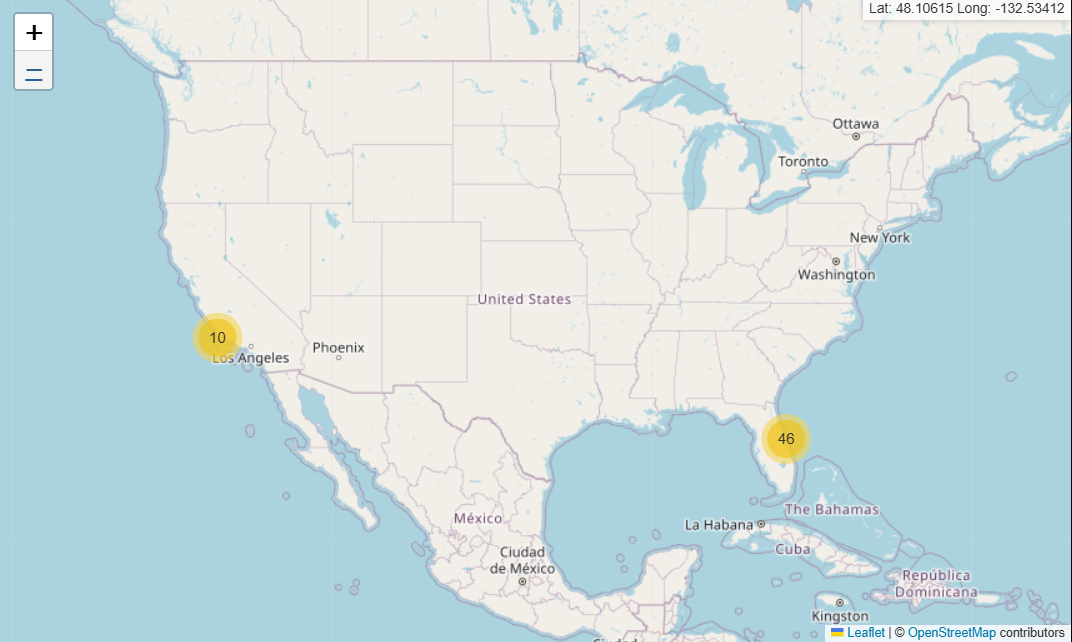 Lat: 48.10615 Long: -132.53412
+
−
Ottawa
Toronto
New York
Washington
United States
10
Los Angeles
Phoenix
46
The Bahamas
México
La Habana
Cuba
Ciudad
de México
República
Dominicana
Kingston
Leaflet | © OpenStreetMap contributors